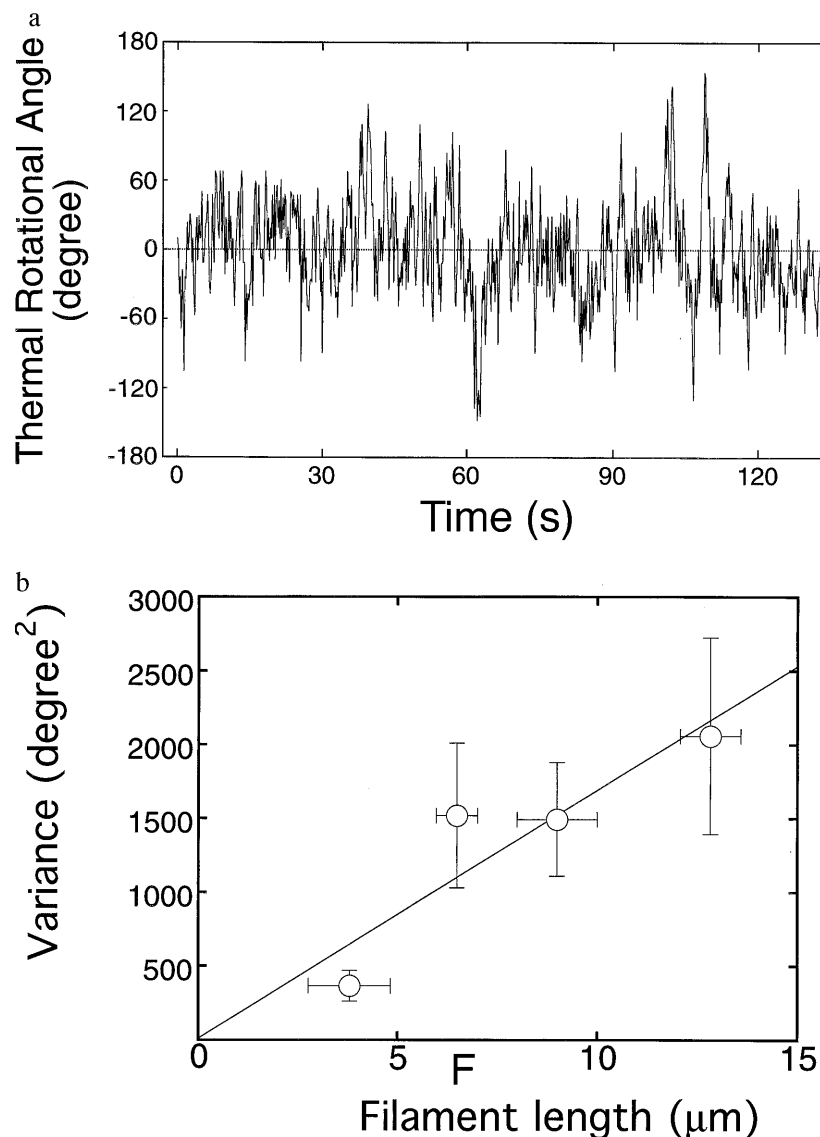 a
Thermal Rotational Angle
(degree)
180
120
60
0
-60
-120
-180
0 30 60 90 120
Time (s)
b
Variance (degree²)
3000
2500
2000
1500
1000
500
0 5 10 15
F
Filament length (μm)